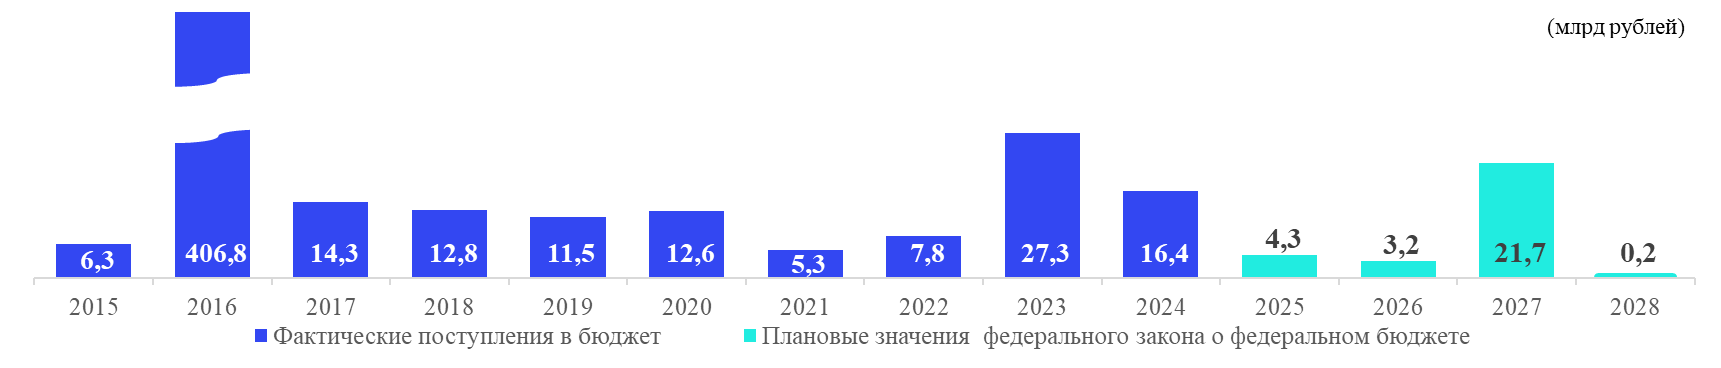 (млрд рублей)
6,3 406,8 14,3 12,8 11,5 12,6 5,3 7,8 27,3 16,4 4,3 3,2 21,7 0,2
2015 2016 2017 2018 2019 2020 2021 2022 2023 2024 2025 2026 2027 2028
Фактические поступления в бюджет Плановые значения федерального закона о федеральном бюджете